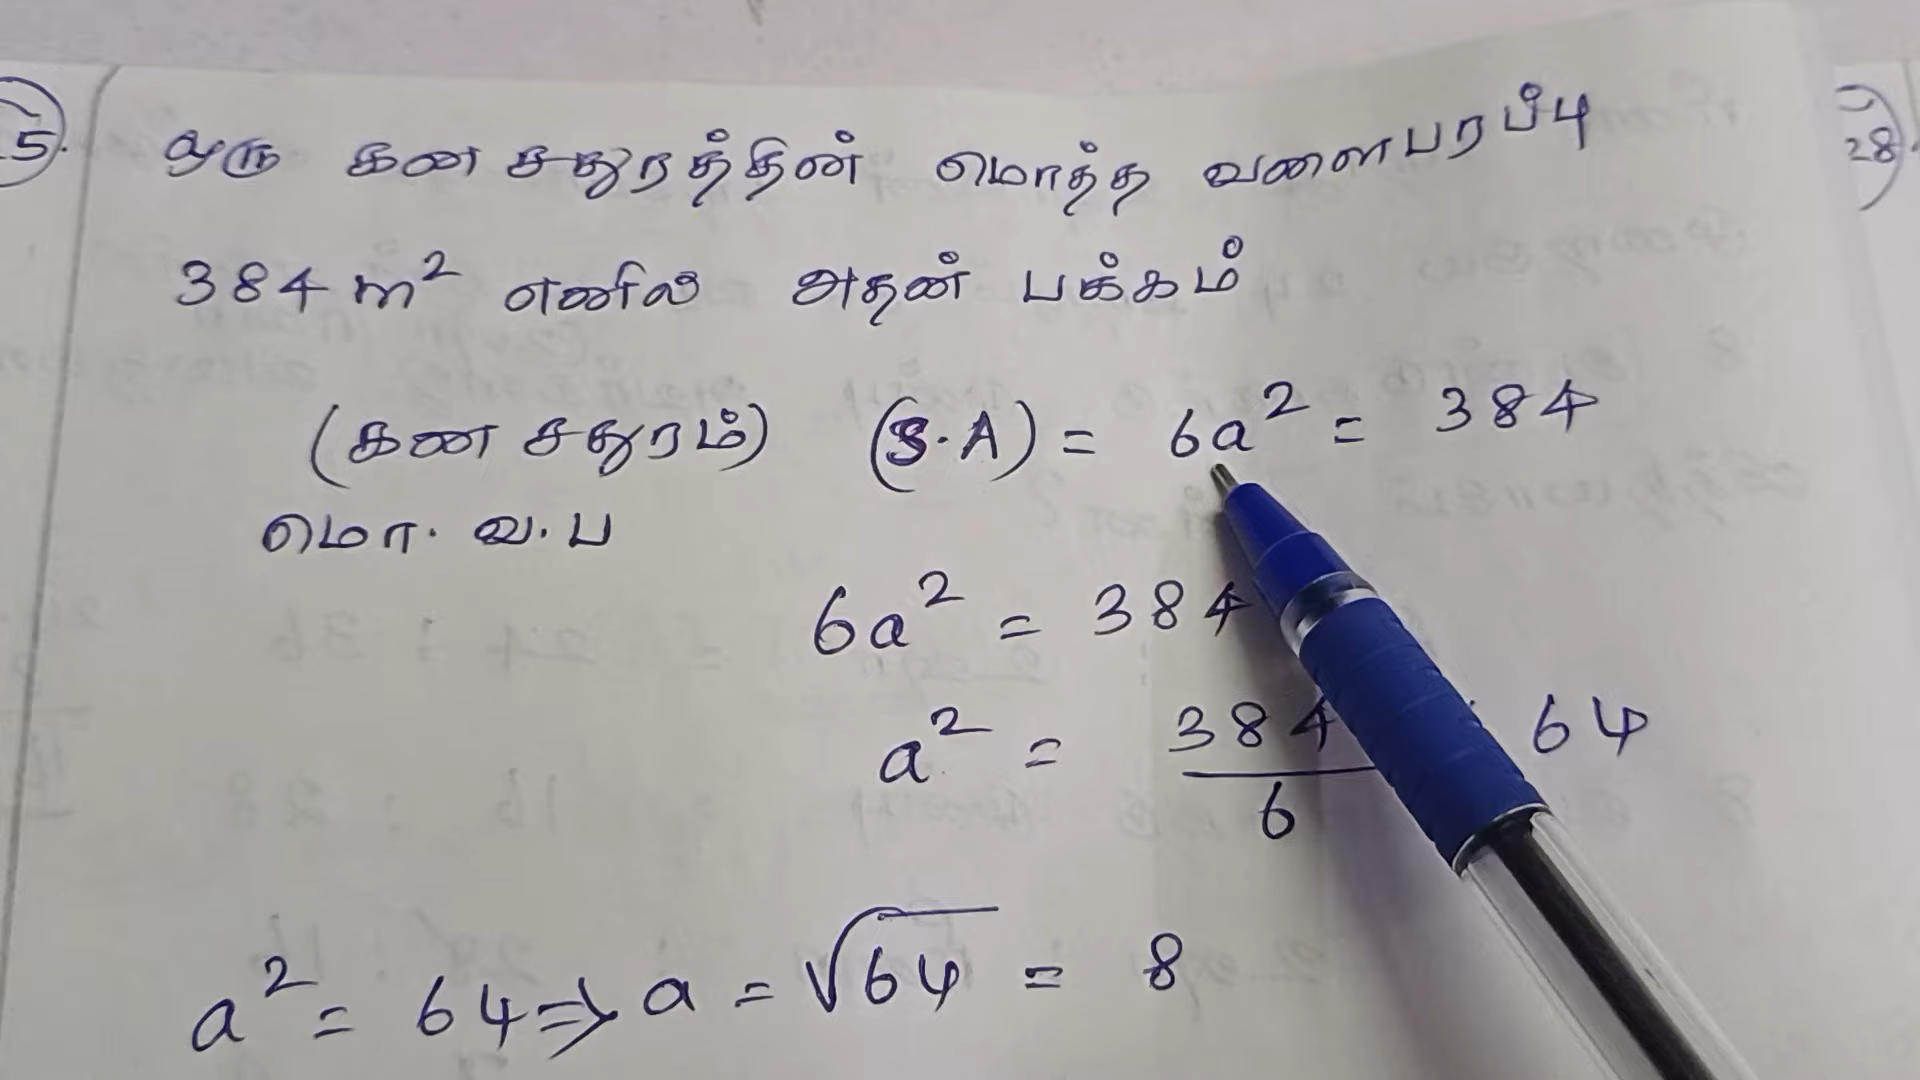 5.
ஒரு கன சதுரத்தின் மொத்த வளைபரப்பு
384 m² எனில் அதன் பக்கம்
(கன சதுரம்) (S.A) = 6a² = 384
மொ. வ. ப
6a² = 384
a² = 384/6 64
a² = 64 ⇒ a = √64 = 8
28.